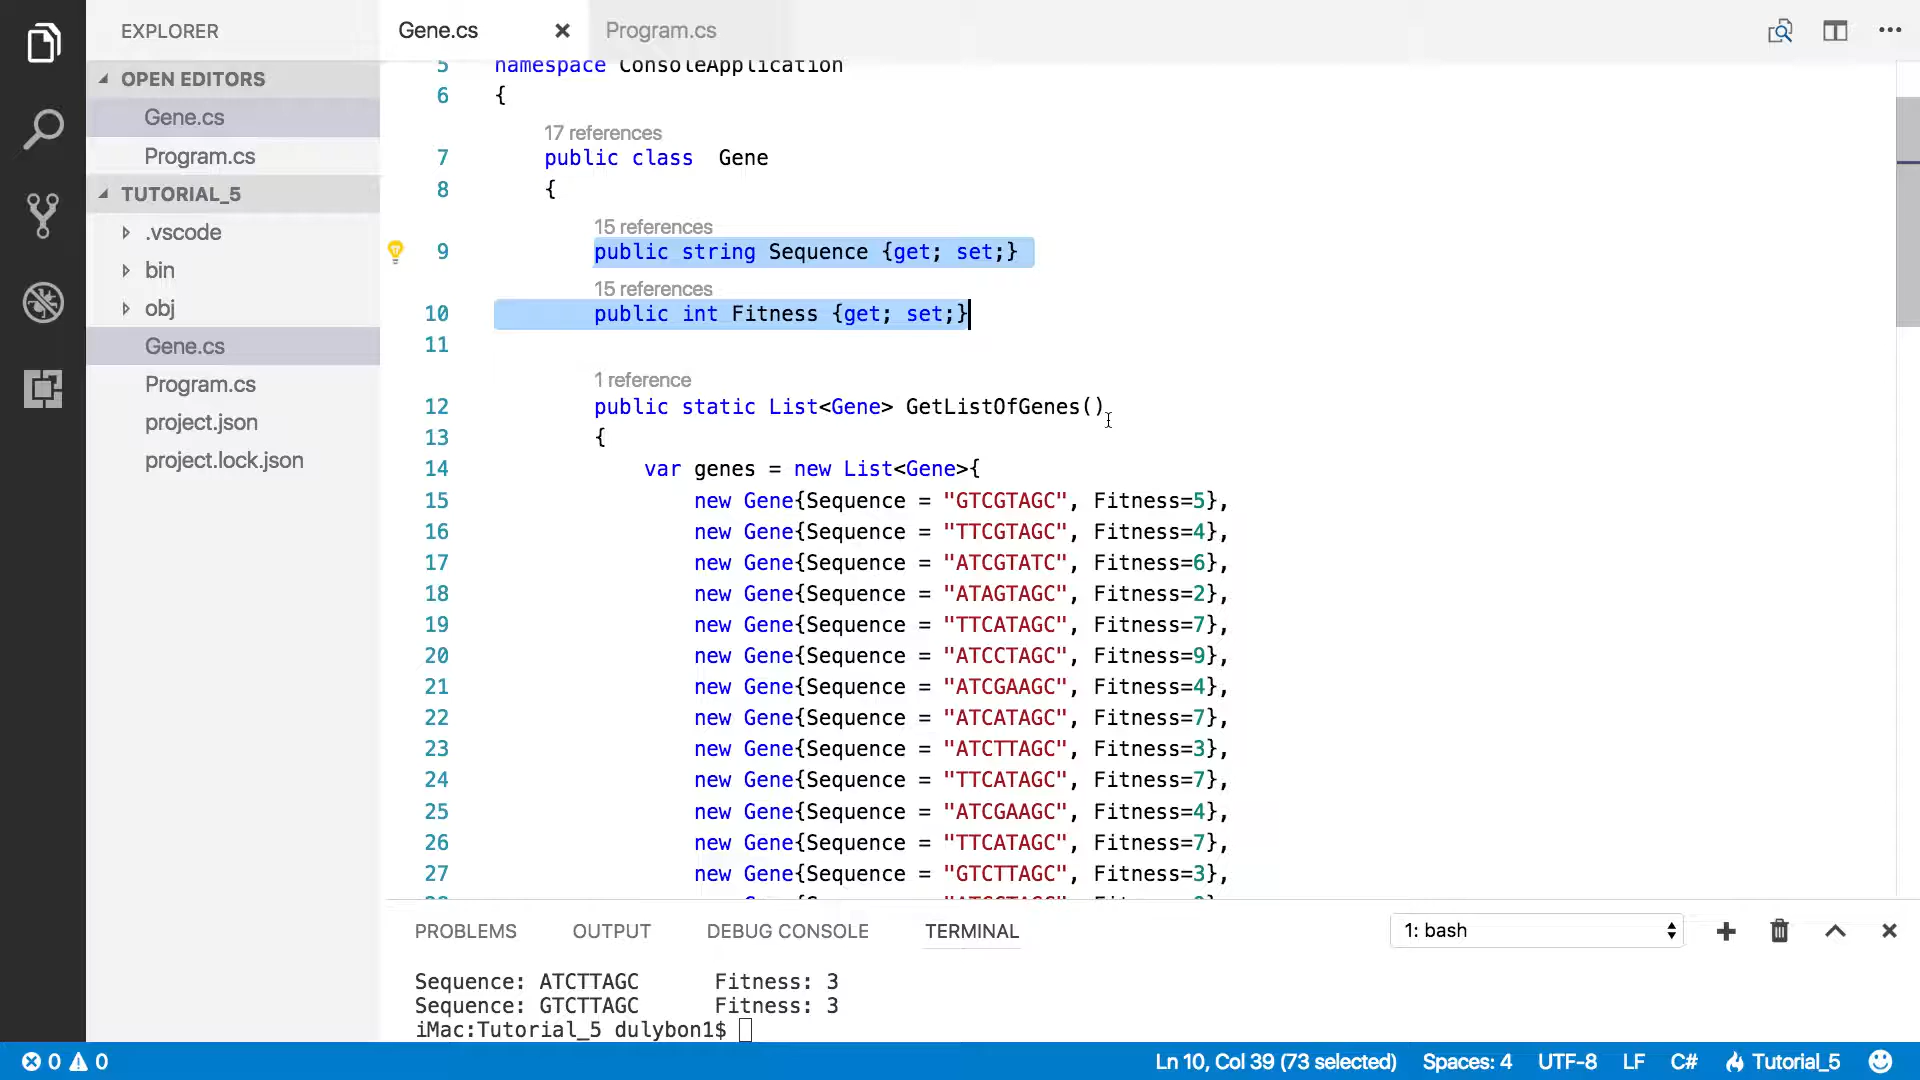 EXPLORER
OPEN EDITORS
Gene.cs
Program.cs
TUTORIAL_5
.vscode
bin
obj
Gene.cs
Program.cs
project.json
project.lock.json
Gene.cs
Program.cs
5 namespace ConsoleApplication
6 {
17 references
7 public class  Gene
8 {
15 references
9 public string Sequence {get; set;}
15 references
10 public int Fitness {get; set;}
11
1 reference
12 public static List<Gene> GetListOfGenes()
13 {
14 var genes = new List<Gene>{
15 new Gene{Sequence = "GTCGTAGC", Fitness=5},
16 new Gene{Sequence = "TTCGTAGC", Fitness=4},
17 new Gene{Sequence = "ATCGTATC", Fitness=6},
18 new Gene{Sequence = "ATAGTAGC", Fitness=2},
19 new Gene{Sequence = "TTCATAGC", Fitness=7},
20 new Gene{Sequence = "ATCCTAGC", Fitness=9},
21 new Gene{Sequence = "ATCGAAGC", Fitness=4},
22 new Gene{Sequence = "ATCATAGC", Fitness=7},
23 new Gene{Sequence = "ATCTTAGC", Fitness=3},
24 new Gene{Sequence = "TTCATAGC", Fitness=7},
25 new Gene{Sequence = "ATCGAAGC", Fitness=4},
26 new Gene{Sequence = "TTCATAGC", Fitness=7},
27 new Gene{Sequence = "GTCTTAGC", Fitness=3},
PROBLEMS OUTPUT DEBUG CONSOLE TERMINAL
1: bash
Sequence: ATCTTAGC Fitness: 3
Sequence: GTCTTAGC Fitness: 3
iMac:Tutorial_5 dulybon1$
0 0
Ln 10, Col 39 (73 selected) Spaces: 4 UTF-8 LF C# Tutorial_5